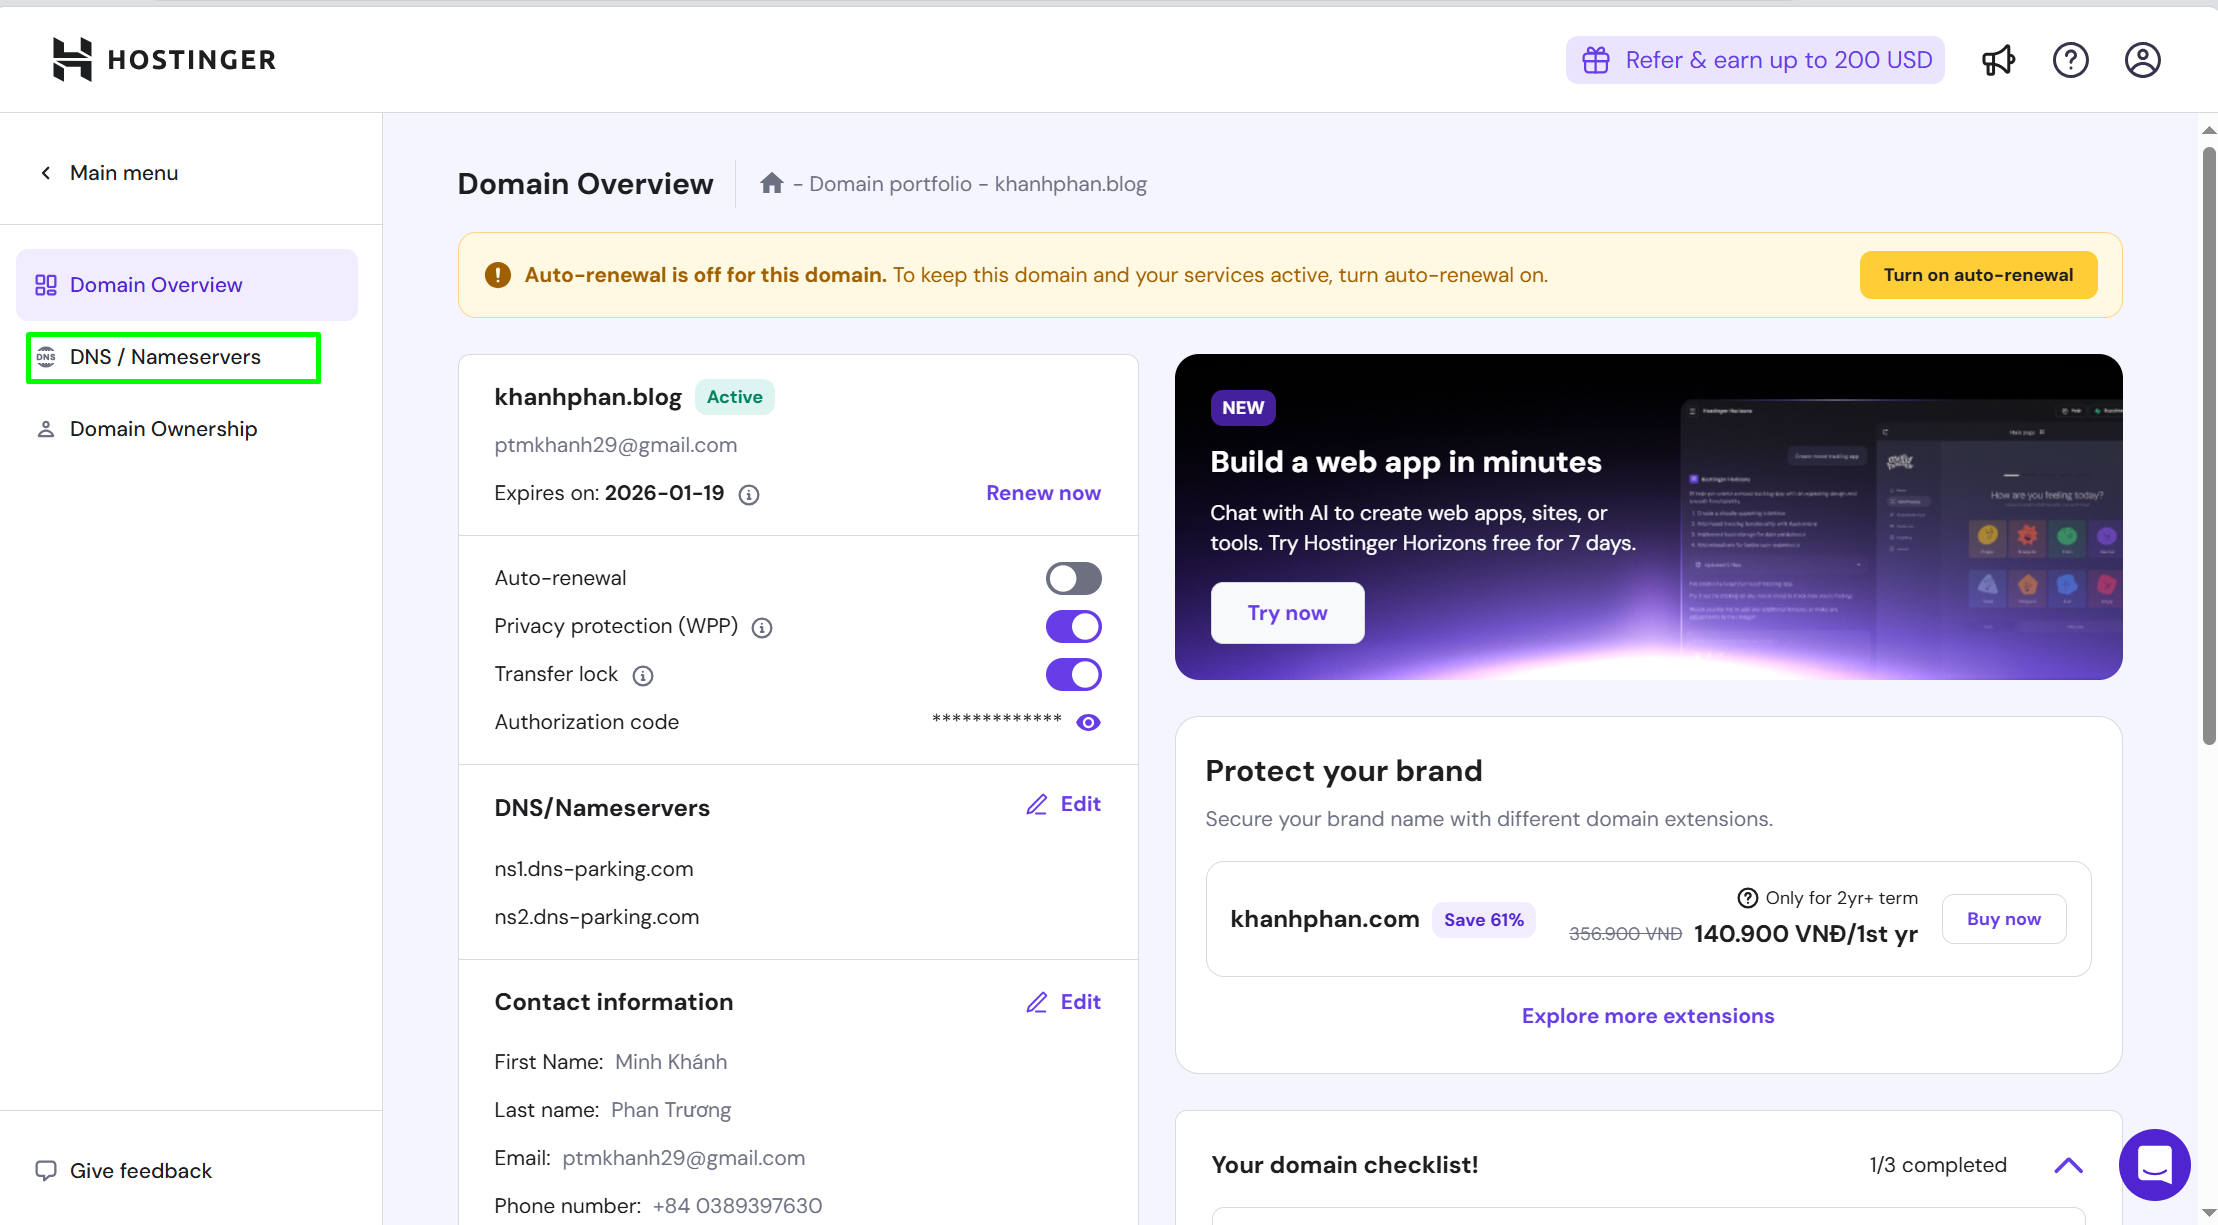 HOSTINGER
Refer & earn up to 200 USD
Main menu
Domain Overview
DNS / Nameservers
Domain Ownership
Give feedback
Domain Overview
– Domain portfolio – khanhphan.blog
Auto-renewal is off for this domain. To keep this domain and your services active, turn auto-renewal on.
Turn on auto-renewal
khanhphan.blog Active
ptmkhanh29@gmail.com
Expires on: 2026-01-19
Renew now
Auto-renewal
Privacy protection (WPP)
Transfer lock
Authorization code *************
DNS/Nameservers
Edit
ns1.dns-parking.com
ns2.dns-parking.com
Contact information
Edit
First Name: Minh Khánh
Last name: Phan Trương
Email: ptmkhanh29@gmail.com
Phone number: +84 0389397630
NEW
Build a web app in minutes
Chat with AI to create web apps, sites, or
tools. Try Hostinger Horizons free for 7 days.
Try now
How are you feeling today?
Protect your brand
Secure your brand name with different domain extensions.
khanhphan.com Save 61%
Only for 2yr+ term
356.900 VNĐ 140.900 VNĐ/1st yr
Buy now
Explore more extensions
Your domain checklist!
1/3 completed